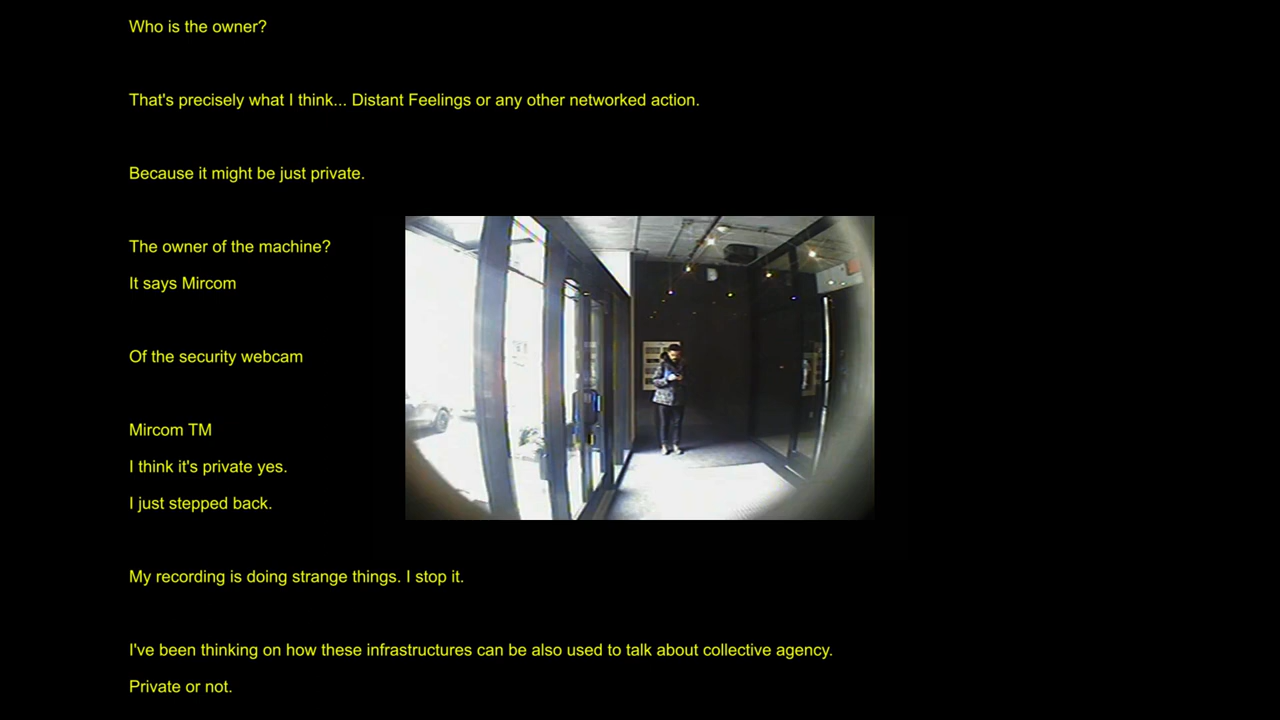 Who is the owner?
That's precisely what I think... Distant Feelings or any other networked action.
Because it might be just private.
The owner of the machine?
It says Mircom
Of the security webcam
Mircom TM
I think it's private yes.
I just stepped back.
My recording is doing strange things. I stop it.
I've been thinking on how these infrastructures can be also used to talk about collective agency.
Private or not.